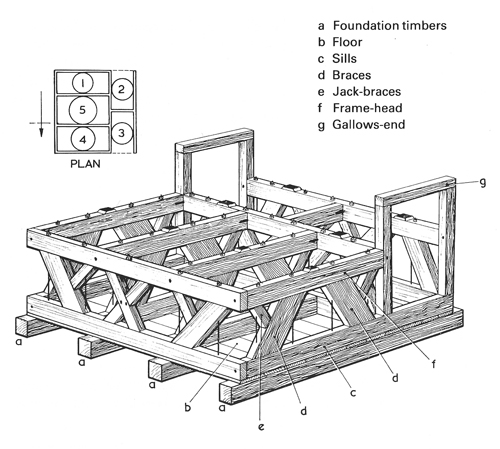 a Foundation timbers
b Floor
c Sills
d Braces
e Jack-braces
f Frame-head
g Gallows-end
1
2
5
3
4
PLAN
g
a
a
a
f
b
a
d
c
d
e